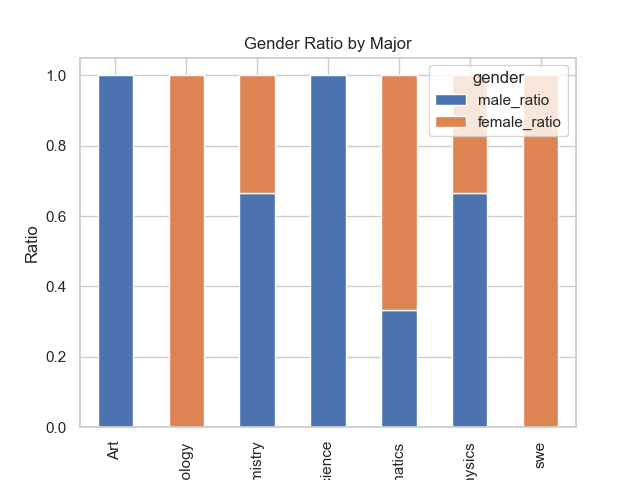 Gender Ratio by Major
gender
male_ratio
female_ratio
Ratio
1.0
0.8
0.6
0.4
0.2
0.0
Art
ology
mistry
cience
natics
ysics
swe